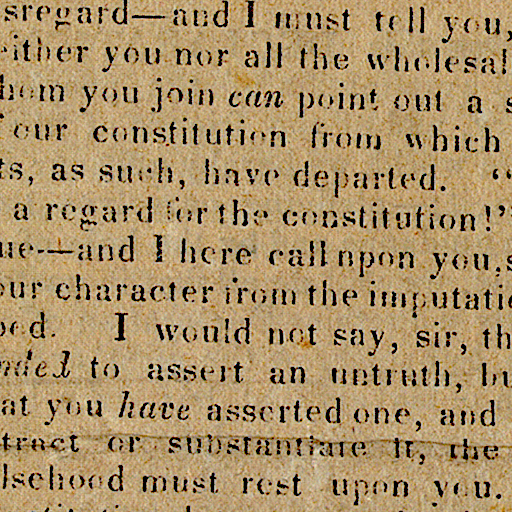 sregard—and I must tell you,
either you nor all the wholesal
hom you join can point out a s
f our constitution from which
ts, as such, have departed. "
a regard for the constitution!"
ue—and I here call npon you, s
our character from the imputati
ood. I would not say, sir, th
nded to assert an untruth, bu
at you have asserted one, and
tract or substantiate it, the
lsehood must rest upon you.